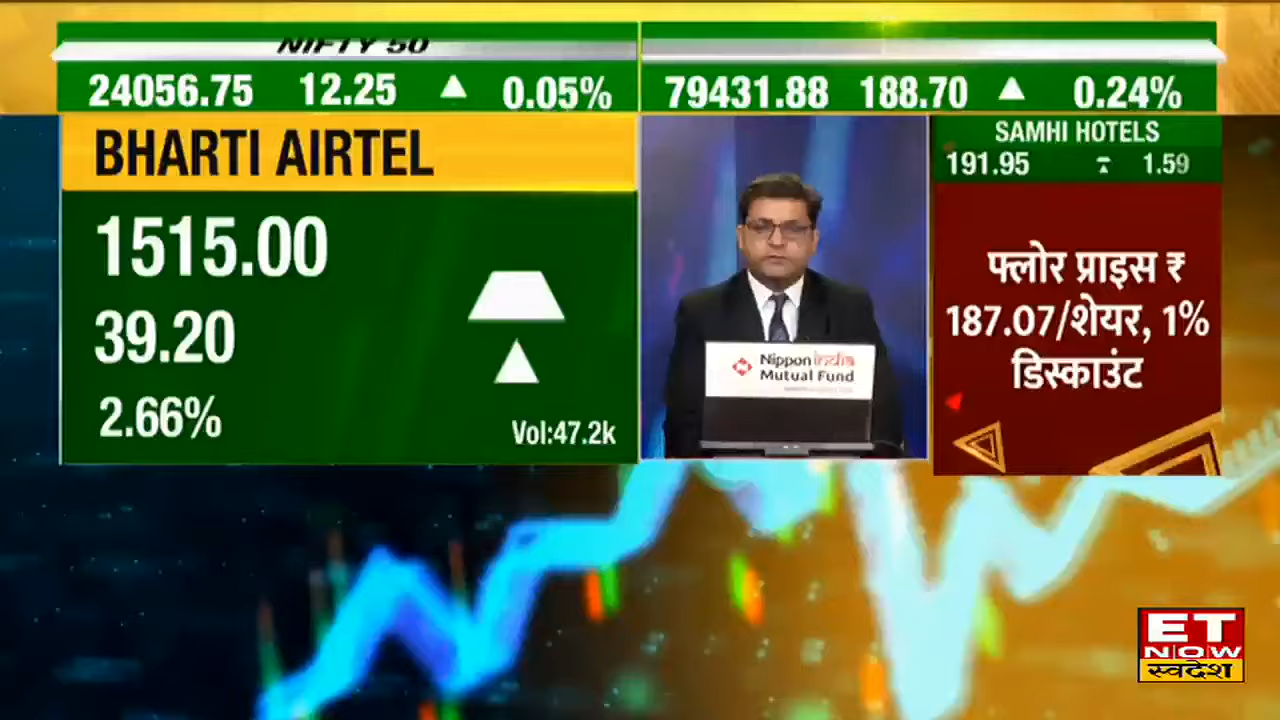 NIFTY 50
24056.75 12.25 0.05%
79431.88 188.70 0.24%
BHARTI AIRTEL
1515.00
39.20
2.66%
Vol:47.2k
Nippon india
Mutual Fund
SAMHI HOTELS
191.95 1.59
फ्लोर प्राइस ₹
187.07/शेयर, 1%
डिस्काउंट
ET
NOW
स्वदेश